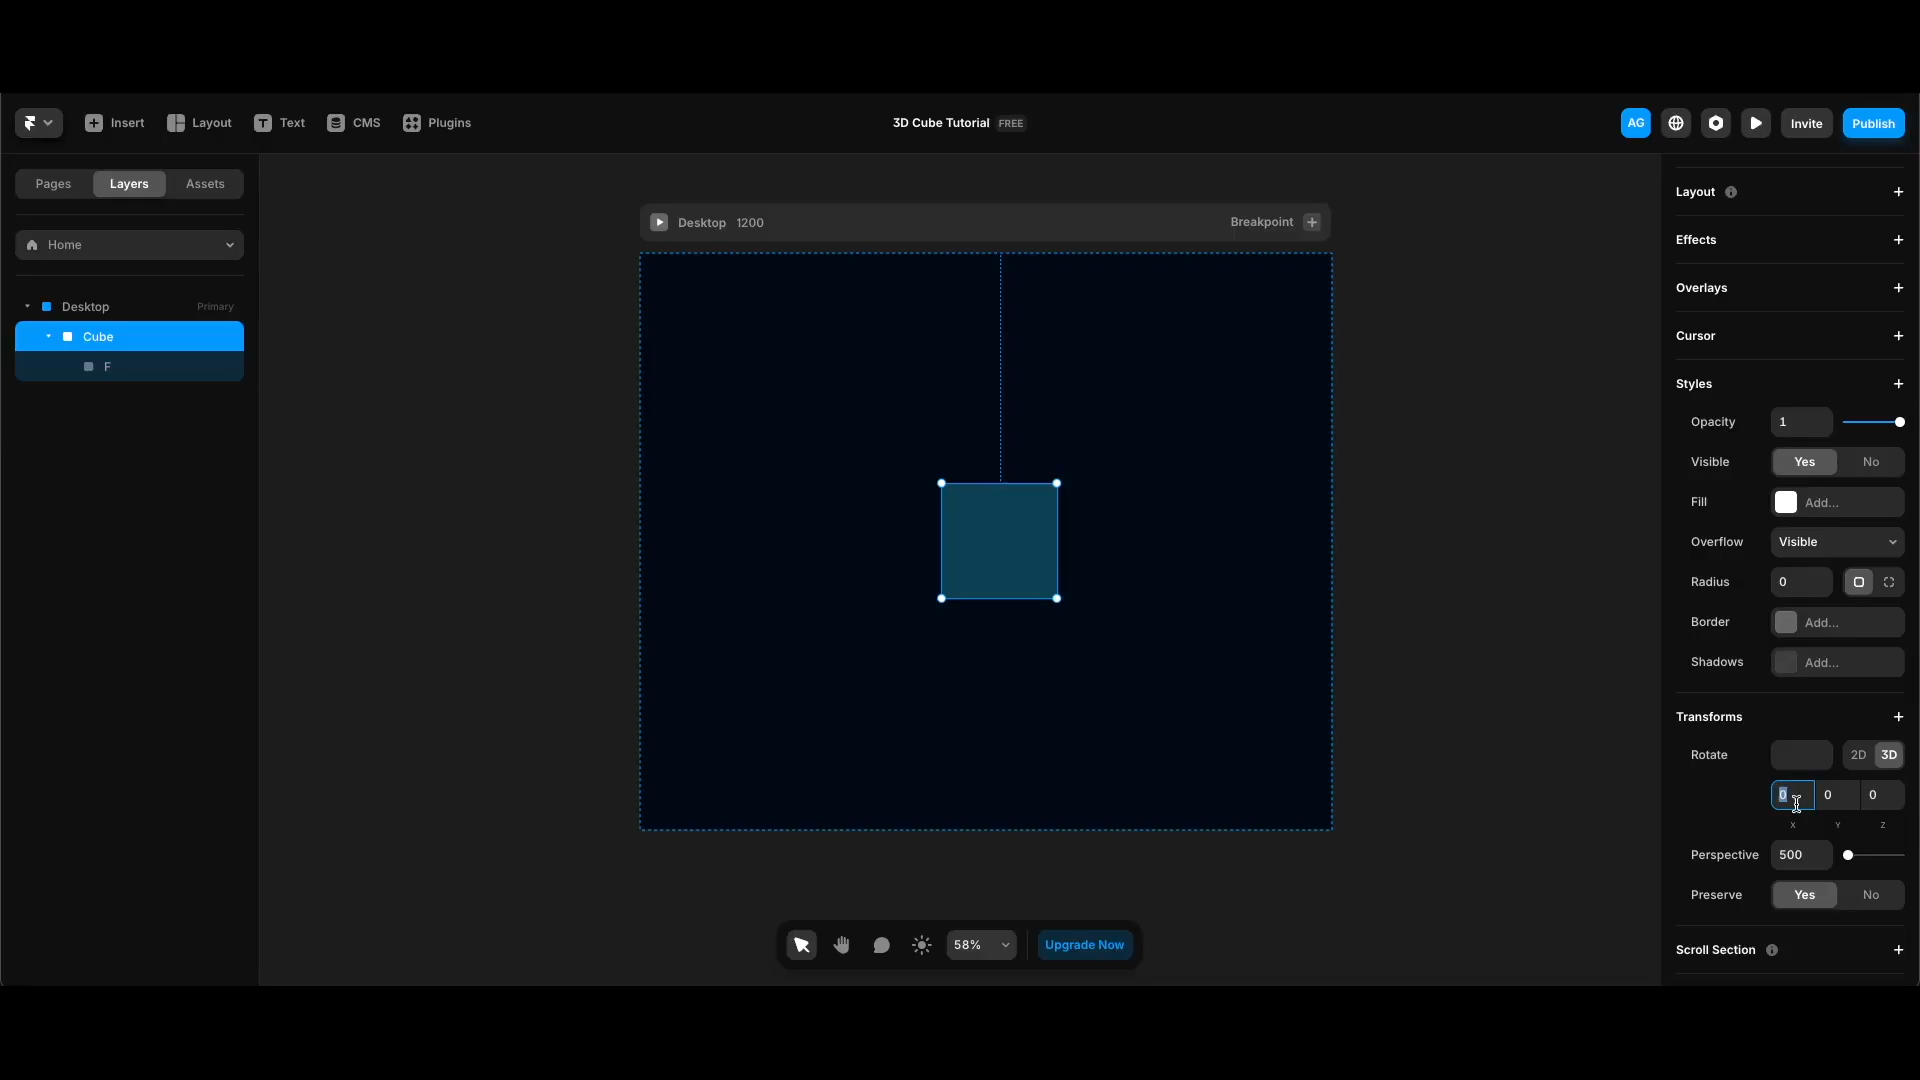 Insert
Layout
Text
CMS
Plugins
3D Cube Tutorial FREE
AG
Invite
Publish
Pages
Layers
Assets
Home
Desktop Primary
Cube
F
Desktop 1200
Breakpoint
58%
Upgrade Now
Layout
Effects
Overlays
Cursor
Styles
Opacity 1
Visible Yes No
Fill Add...
Overflow Visible
Radius 0
Border Add...
Shadows Add...
Transforms
Rotate 2D 3D
0 0 0
X Y Z
Perspective 500
Preserve Yes No
Scroll Section